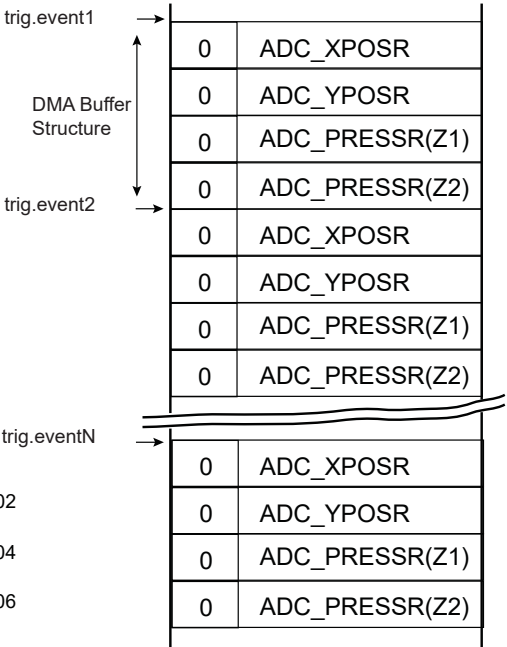 trig.event1
0 ADC_XPOSR
DMA Buffer
Structure
0 ADC_YPOSR
0 ADC_PRESSR(Z1)
0 ADC_PRESSR(Z2)
trig.event2
0 ADC_XPOSR
0 ADC_YPOSR
0 ADC_PRESSR(Z1)
0 ADC_PRESSR(Z2)
trig.eventN
0 ADC_XPOSR
02
0 ADC_YPOSR
04
0 ADC_PRESSR(Z1)
06
0 ADC_PRESSR(Z2)